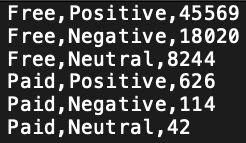 Free,Positive,45569
Free,Negative,18020
Free,Neutral,8244
Paid,Positive,626
Paid,Negative,114
Paid,Neutral,42